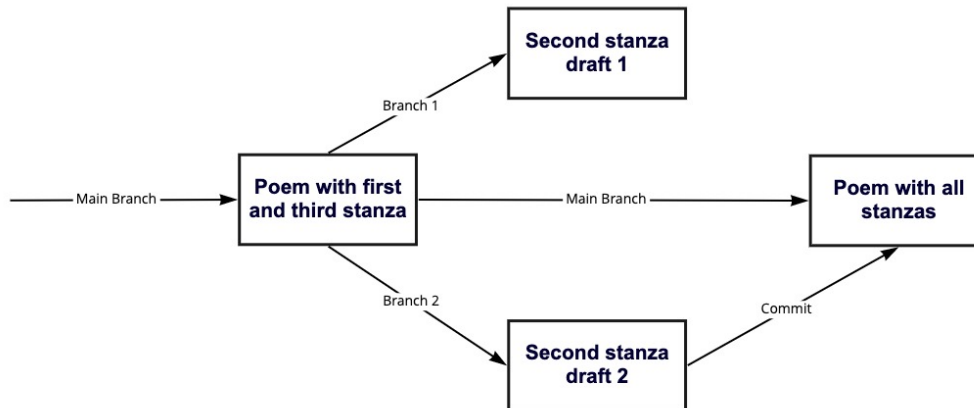 Second stanza
draft 1
Branch 1
Main Branch
Poem with first
and third stanza
Main Branch
Poem with all
stanzas
Branch 2
Commit
Second stanza
draft 2